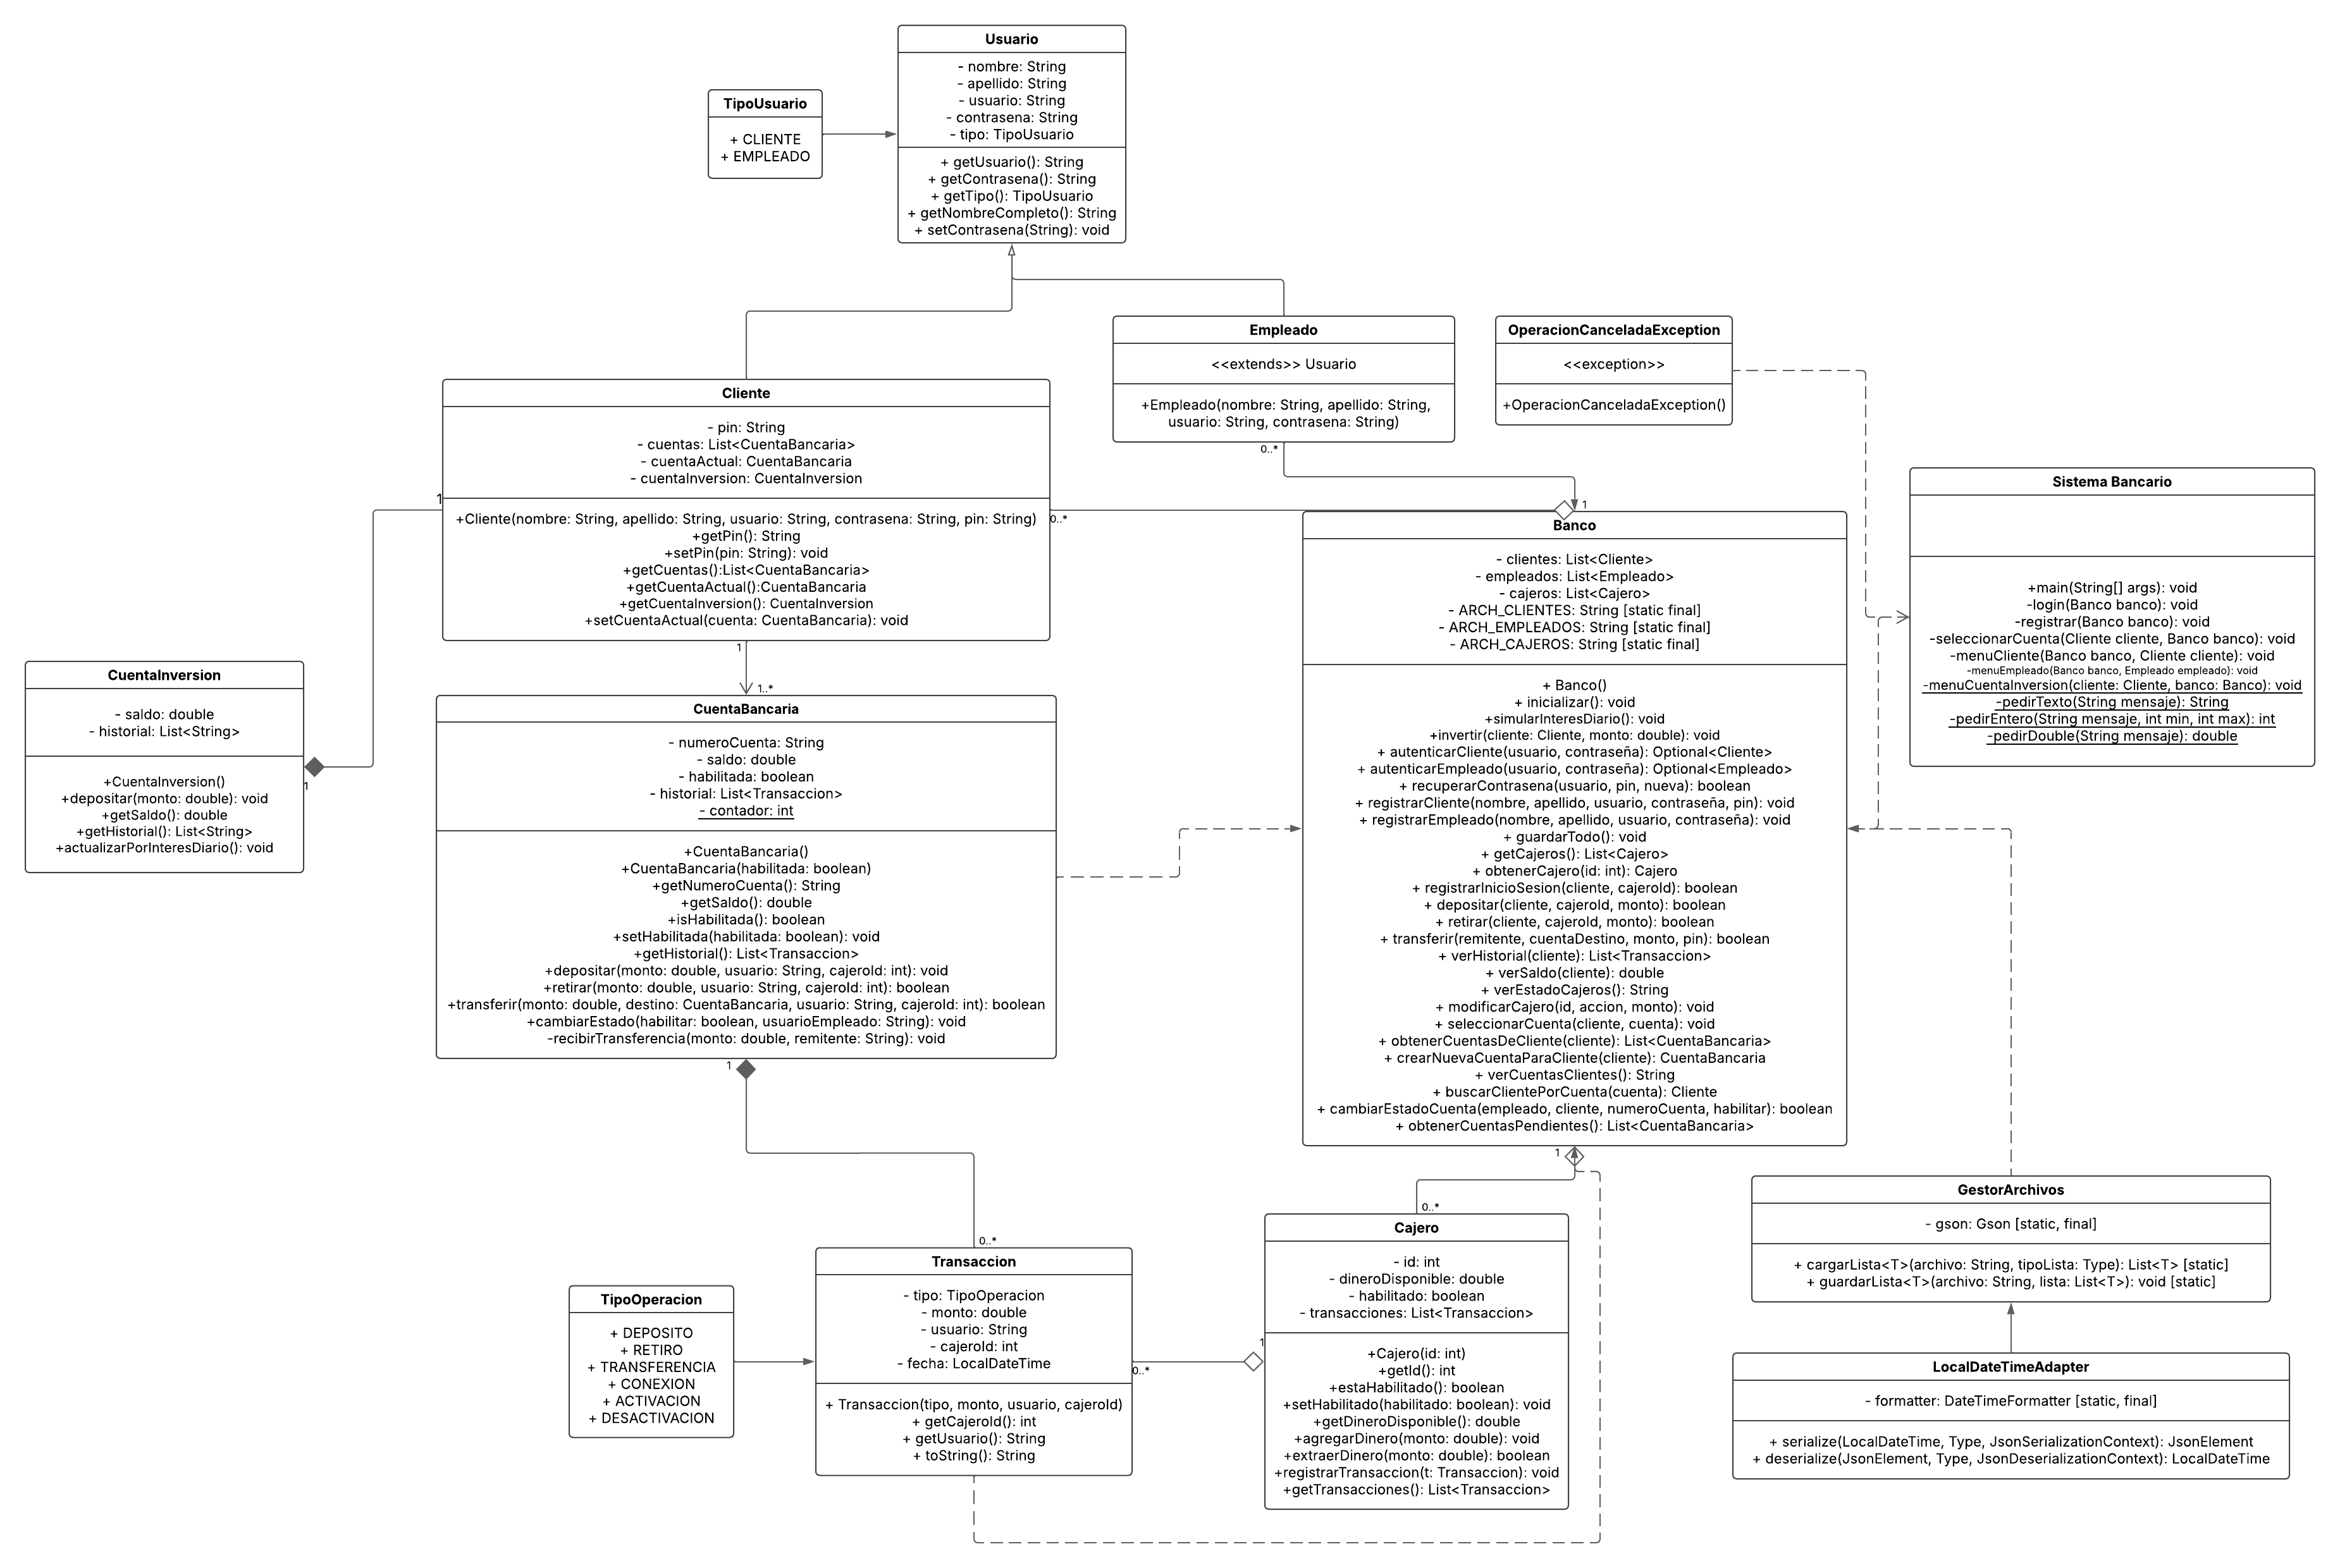 Usuario
- nombre: String
- apellido: String
- usuario: String
- contrasena: String
- tipo: TipoUsuario
+ getUsuario(): String
+ getContrasena(): String
+ getTipo(): TipoUsuario
+ getNombreCompleto(): String
+ setContrasena(String): void
TipoUsuario
+ CLIENTE
+ EMPLEADO
Empleado
<<extends>> Usuario
+Empleado(nombre: String, apellido: String,
usuario: String, contrasena: String)
0..*
OperacionCanceladaException
<<exception>>
+OperacionCanceladaException()
Cliente
- pin: String
- cuentas: List<CuentaBancaria>
- cuentaActual: CuentaBancaria
- cuentaInversion: CuentaInversion
+Cliente(nombre: String, apellido: String, usuario: String, contrasena: String, pin: String)
+getPin(): String
+setPin(pin: String): void
+getCuentas():List<CuentaBancaria>
+getCuentaActual():CuentaBancaria
+getCuentaInversion(): CuentaInversion
+setCuentaActual(cuenta: CuentaBancaria): void
1
0..*
1
1
1..*
Sistema Bancario
+main(String[] args): void
-login(Banco banco): void
-registrar(Banco banco): void
-seleccionarCuenta(Cliente cliente, Banco banco): void
-menuCliente(Banco banco, Cliente cliente): void
-menuEmpleado(Banco banco, Empleado empleado): void
-menuCuentaInversion(cliente: Cliente, banco: Banco): void
-pedirTexto(String mensaje): String
-pedirEntero(String mensaje, int min, int max): int
-pedirDouble(String mensaje): double
Banco
- clientes: List<Cliente>
- empleados: List<Empleado>
- cajeros: List<Cajero>
- ARCH_CLIENTES: String [static final]
- ARCH_EMPLEADOS: String [static final]
- ARCH_CAJEROS: String [static final]
+ Banco()
+ inicializar(): void
+simularInteresDiario(): void
+invertir(cliente: Cliente, monto: double): void
+ autenticarCliente(usuario, contraseña): Optional<Cliente>
+ autenticarEmpleado(usuario, contraseña): Optional<Empleado>
+ recuperarContrasena(usuario, pin, nueva): boolean
+ registrarCliente(nombre, apellido, usuario, contraseña, pin): void
+ registrarEmpleado(nombre, apellido, usuario, contraseña): void
+ guardarTodo(): void
+ getCajeros(): List<Cajero>
+ obtenerCajero(id: int): Cajero
+ registrarInicioSesion(cliente, cajeroId): boolean
+ depositar(cliente, cajeroId, monto): boolean
+ retirar(cliente, cajeroId, monto): boolean
+ transferir(remitente, cuentaDestino, monto, pin): boolean
+ verHistorial(cliente): List<Transaccion>
+ verSaldo(cliente): double
+ verEstadoCajeros(): String
+ modificarCajero(id, accion, monto): void
+ seleccionarCuenta(cliente, cuenta): void
+ obtenerCuentasDeCliente(cliente): List<CuentaBancaria>
+ crearNuevaCuentaParaCliente(cliente): CuentaBancaria
+ verCuentasClientes(): String
+ buscarClientePorCuenta(cuenta): Cliente
+ cambiarEstadoCuenta(empleado, cliente, numeroCuenta, habilitar): boolean
+ obtenerCuentasPendientes(): List<CuentaBancaria>
1
CuentaInversion
- saldo: double
- historial: List<String>
+CuentaInversion()
+depositar(monto: double): void
+getSaldo(): double
+getHistorial(): List<String>
+actualizarPorInteresDiario(): void
1
CuentaBancaria
- numeroCuenta: String
- saldo: double
- habilitada: boolean
- historial: List<Transaccion>
- contador: int
+CuentaBancaria()
+CuentaBancaria(habilitada: boolean)
+getNumeroCuenta(): String
+getSaldo(): double
+isHabilitada(): boolean
+setHabilitada(habilitada: boolean): void
+getHistorial(): List<Transaccion>
+depositar(monto: double, usuario: String, cajeroId: int): void
+retirar(monto: double, usuario: String, cajeroId: int): boolean
+transferir(monto: double, destino: CuentaBancaria, usuario: String, cajeroId: int): boolean
+cambiarEstado(habilitar: boolean, usuarioEmpleado: String): void
-recibirTransferencia(monto: double, remitente: String): void
1
0..*
TipoOperacion
+ DEPOSITO
+ RETIRO
+ TRANSFERENCIA
+ CONEXION
+ ACTIVACION
+ DESACTIVACION
Transaccion
- tipo: TipoOperacion
- monto: double
- usuario: String
- cajeroId: int
- fecha: LocalDateTime
+ Transaccion(tipo, monto, usuario, cajeroId)
+ getCajeroId(): int
+ getUsuario(): String
+ toString(): String
0..*
1
0..*
Cajero
- id: int
- dineroDisponible: double
- habilitado: boolean
- transacciones: List<Transaccion>
+Cajero(id: int)
+getId(): int
+estaHabilitado(): boolean
+setHabilitado(habilitado: boolean): void
+getDineroDisponible(): double
+agregarDinero(monto: double): void
+extraerDinero(monto: double): boolean
+registrarTransaccion(t: Transaccion): void
+getTransacciones(): List<Transaccion>
GestorArchivos
- gson: Gson [static, final]
+ cargarLista<T>(archivo: String, tipoLista: Type): List<T> [static]
+ guardarLista<T>(archivo: String, lista: List<T>): void [static]
LocalDateTimeAdapter
- formatter: DateTimeFormatter [static, final]
+ serialize(LocalDateTime, Type, JsonSerializationContext): JsonElement
+ deserialize(JsonElement, Type, JsonDeserializationContext): LocalDateTime